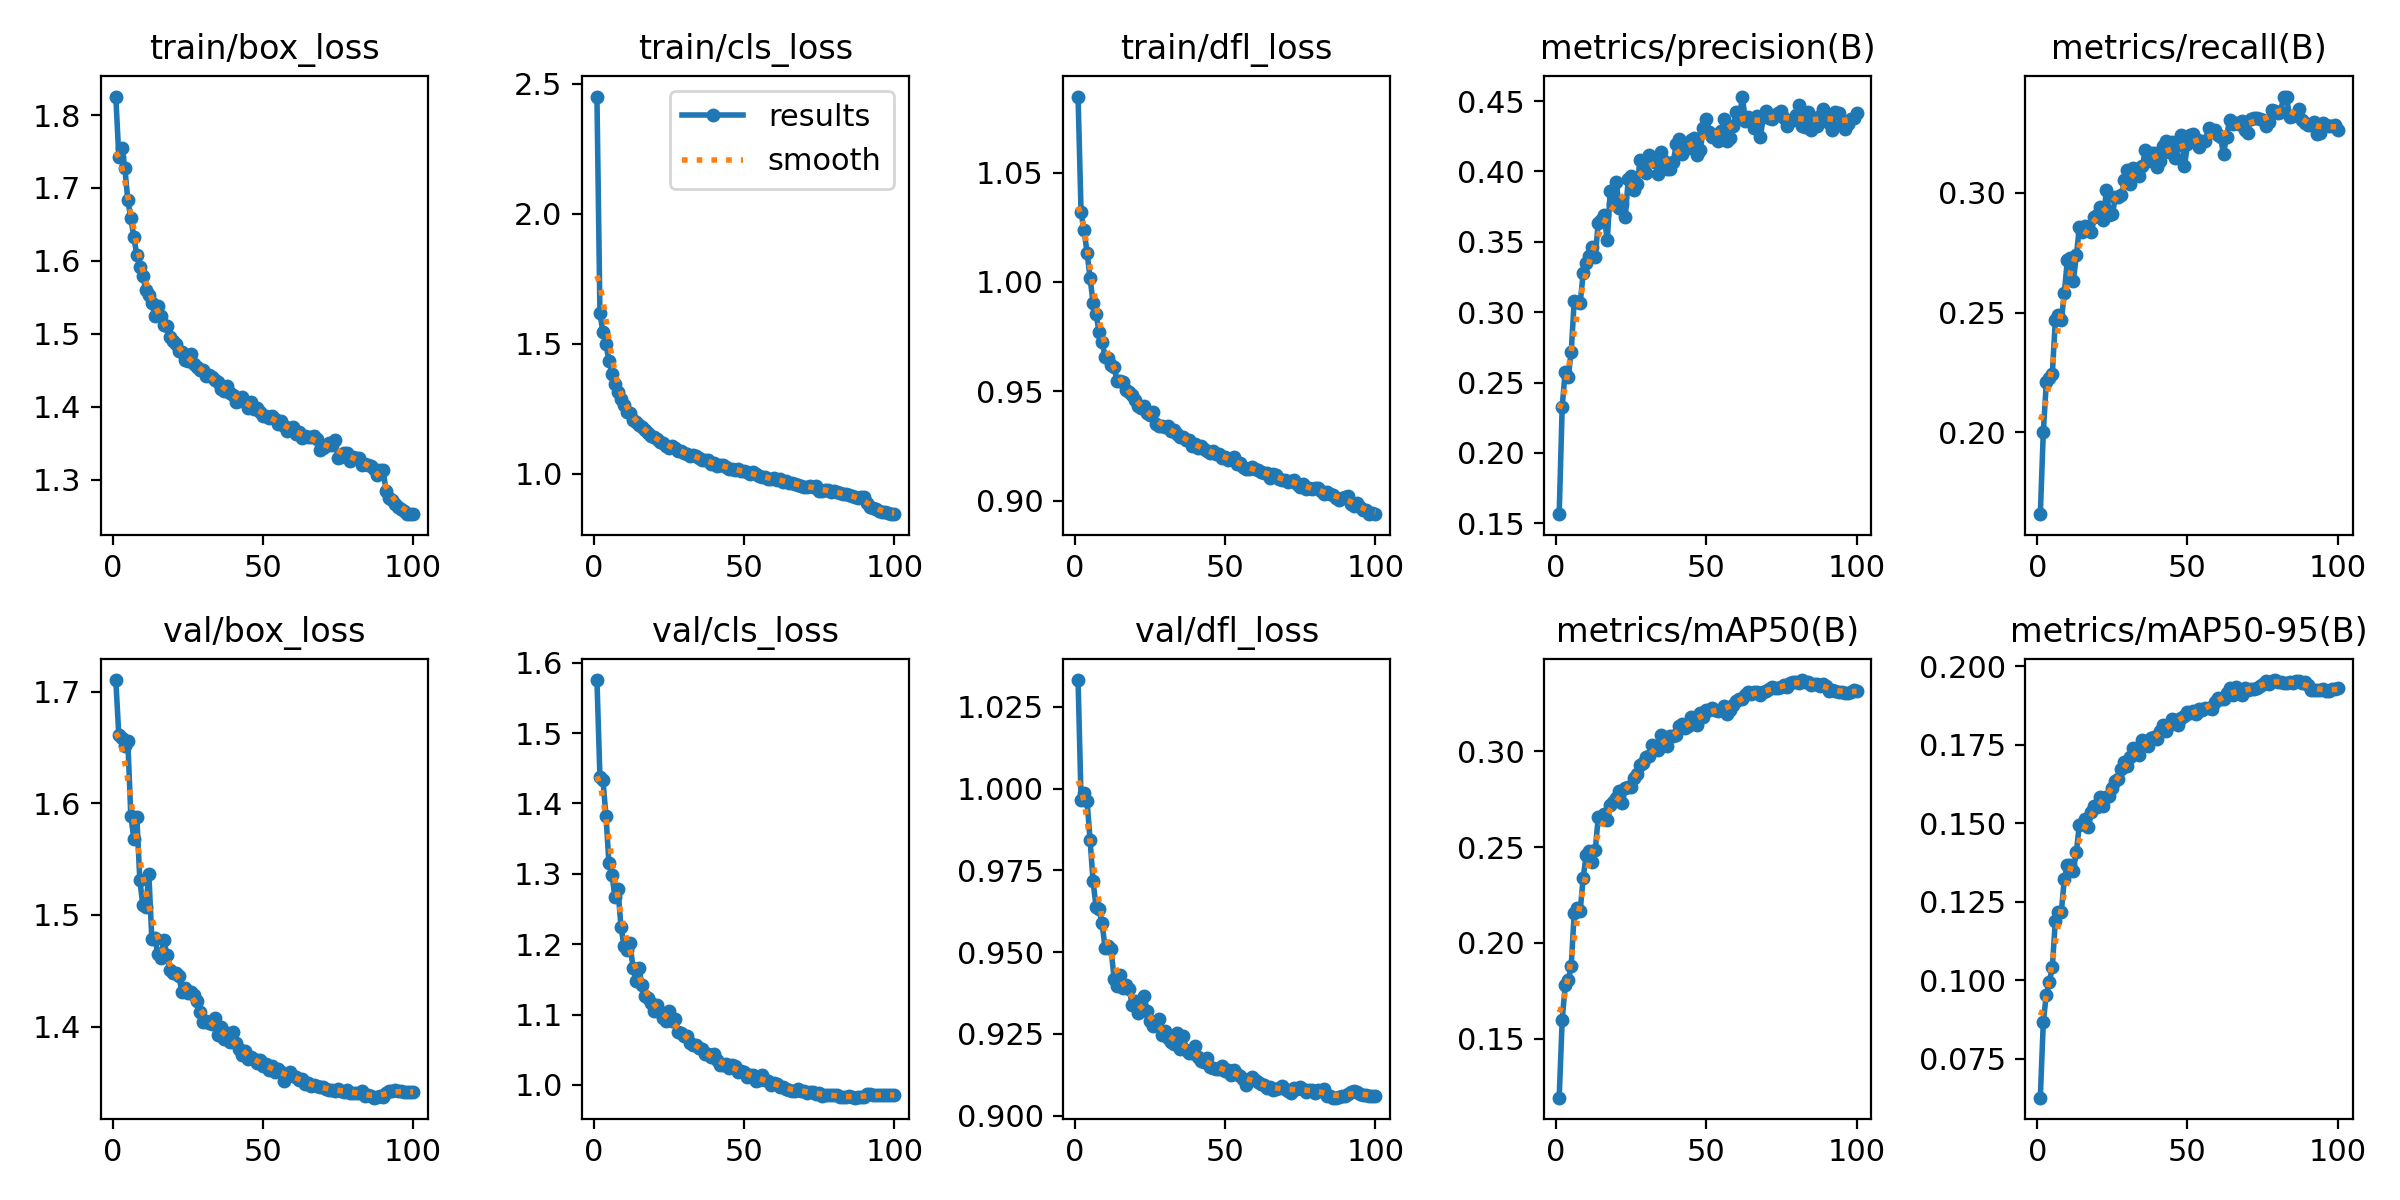 train/box_loss
1.8
1.7
1.6
1.5
1.4
1.3
0 50 100
train/cls_loss
results
smooth
2.5
2.0
1.5
1.0
0 50 100
train/dfl_loss
1.05
1.00
0.95
0.90
0 50 100
metrics/precision(B)
0.45
0.40
0.35
0.30
0.25
0.20
0.15
0 50 100
metrics/recall(B)
0.30
0.25
0.20
0 50 100
val/box_loss
1.7
1.6
1.5
1.4
0 50 100
val/cls_loss
1.6
1.5
1.4
1.3
1.2
1.1
1.0
0 50 100
val/dfl_loss
1.025
1.000
0.975
0.950
0.925
0.900
0 50 100
metrics/mAP50(B)
0.30
0.25
0.20
0.15
0 50 100
metrics/mAP50-95(B)
0.200
0.175
0.150
0.125
0.100
0.075
0 50 100